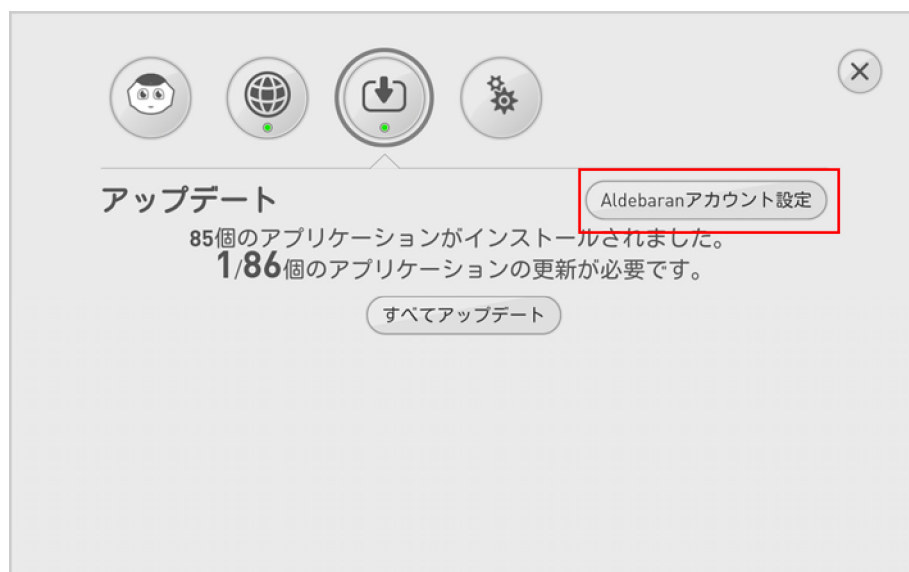 アップデート
Aldebaranアカウント設定
85個のアプリケーションがインストールされました。
1/86個のアプリケーションの更新が必要です。
すべてアップデート